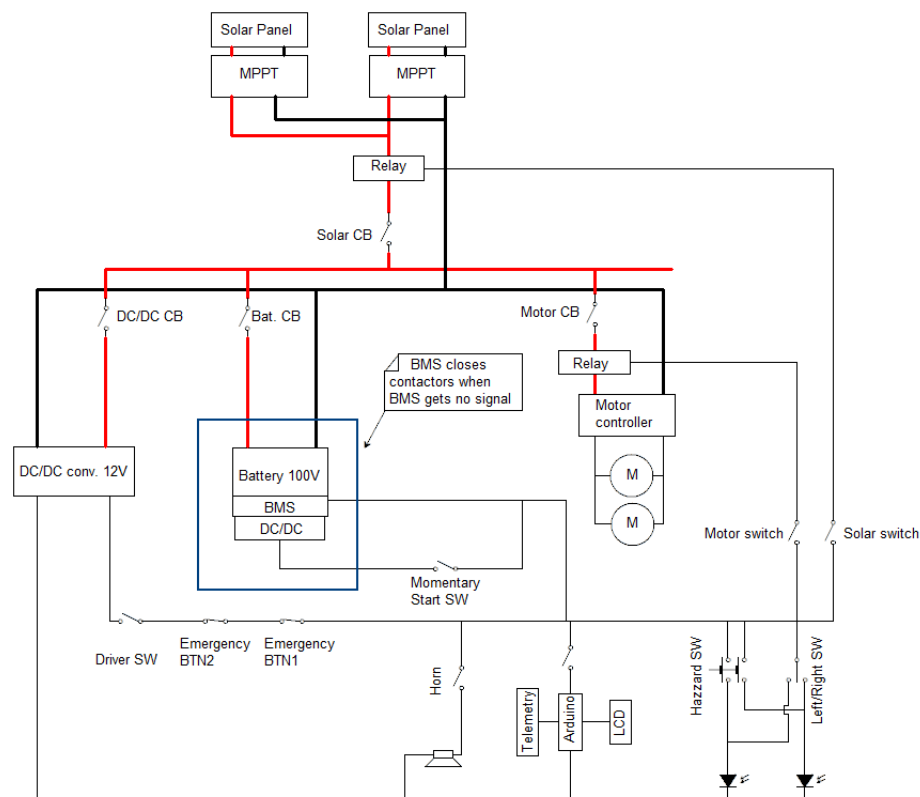 Solar Panel
Solar Panel
MPPT
MPPT
Relay
Solar CB
DC/DC CB
Bat. CB
Motor CB
BMS closes
contactors when
BMS gets no signal
Relay
Motor
controller
DC/DC conv. 12V
Battery 100V
BMS
DC/DC
M
M
Motor switch
Solar switch
Momentary
Start SW
Driver SW
Emergency
BTN2
Emergency
BTN1
Horn
Telemetry
Arduino
LCD
Hazzard SW
Left/Right SW